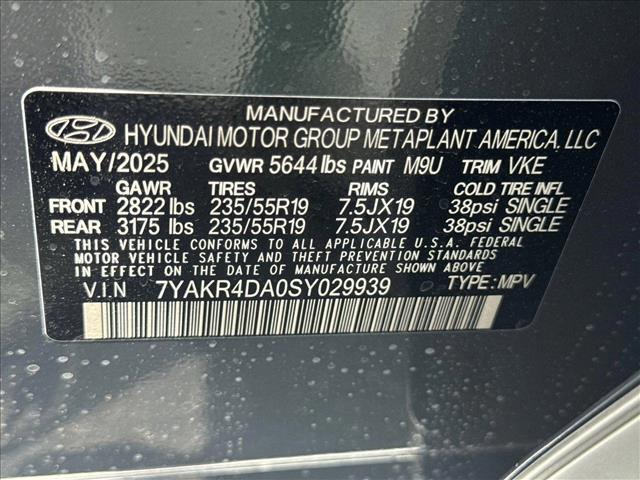 MANUFACTURED BY
HYUNDAI MOTOR GROUP METAPLANT AMERICA, LLC
MAY/2025 GVWR 5644 lbs PAINT M9U TRIM VKE
GAWR TIRES RIMS COLD TIRE INFL
FRONT 2822 lbs 235/55R19 7.5JX19 38psi SINGLE
REAR 3175 lbs 235/55R19 7.5JX19 38psi SINGLE
THIS VEHICLE CONFORMS TO ALL APPLICABLE U.S.A. FEDERAL
MOTOR VEHICLE SAFETY AND THEFT PREVENTION STANDARDS
IN EFFECT ON THE DATE OF MANUFACTURE SHOWN ABOVE.
V.I.N 7YAKR4DA0SY029939 TYPE: MPV